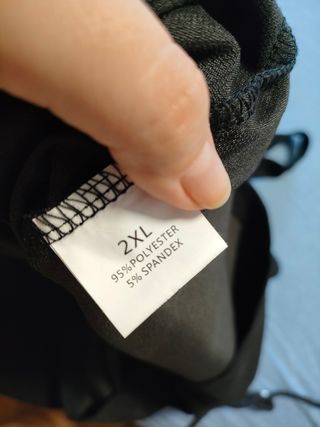 2XL
95%POLYESTER
5% SPANDEX